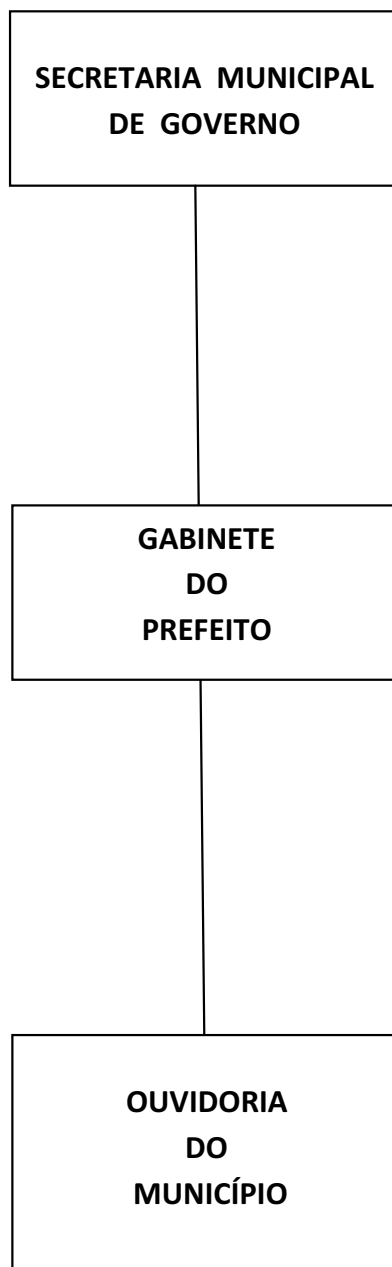 SECRETARIA MUNICIPAL
DE GOVERNO
GABINETE
DO
PREFEITO
OUVIDORIA
DO
MUNICÍPIO